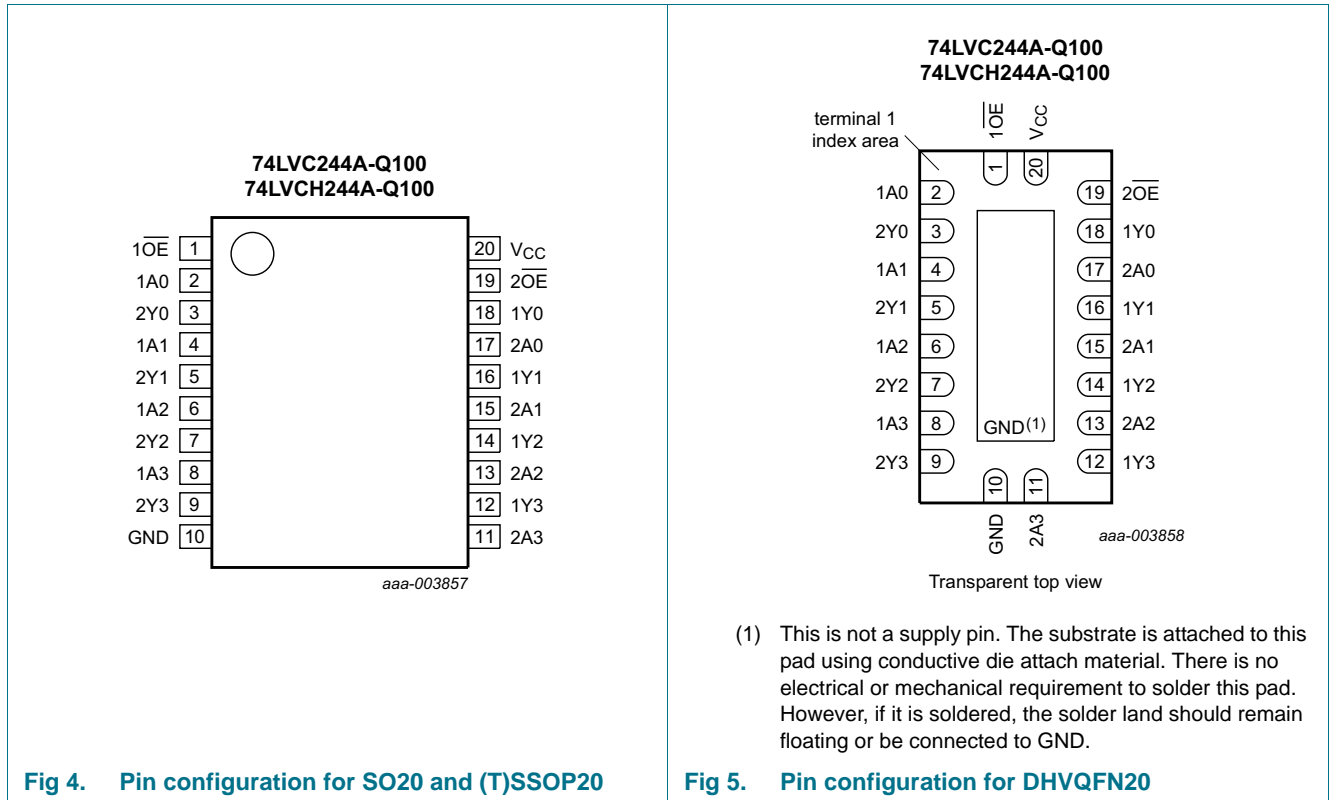 74LVC244A-Q100
74LVCH244A-Q100
1OE 1 20 VCC
1A0 2 19 2OE
2Y0 3 18 1Y0
1A1 4 17 2A0
2Y1 5 16 1Y1
1A2 6 15 2A1
2Y2 7 14 1Y2
1A3 8 13 2A2
2Y3 9 12 1Y3
GND 10 11 2A3
aaa-003857
Fig 4. Pin configuration for SO20 and (T)SSOP20
74LVC244A-Q100
74LVCH244A-Q100
terminal 1
index area
1OE VCC
1 20
1A0 2 19 2OE
2Y0 3 18 1Y0
1A1 4 17 2A0
2Y1 5 16 1Y1
1A2 6 15 2A1
2Y2 7 14 1Y2
1A3 8 GND(1) 13 2A2
2Y3 9 12 1Y3
10 11
GND 2A3
aaa-003858
Transparent top view
(1) This is not a supply pin. The substrate is attached to this
pad using conductive die attach material. There is no
electrical or mechanical requirement to solder this pad.
However, if it is soldered, the solder land should remain
floating or be connected to GND.
Fig 5. Pin configuration for DHVQFN20